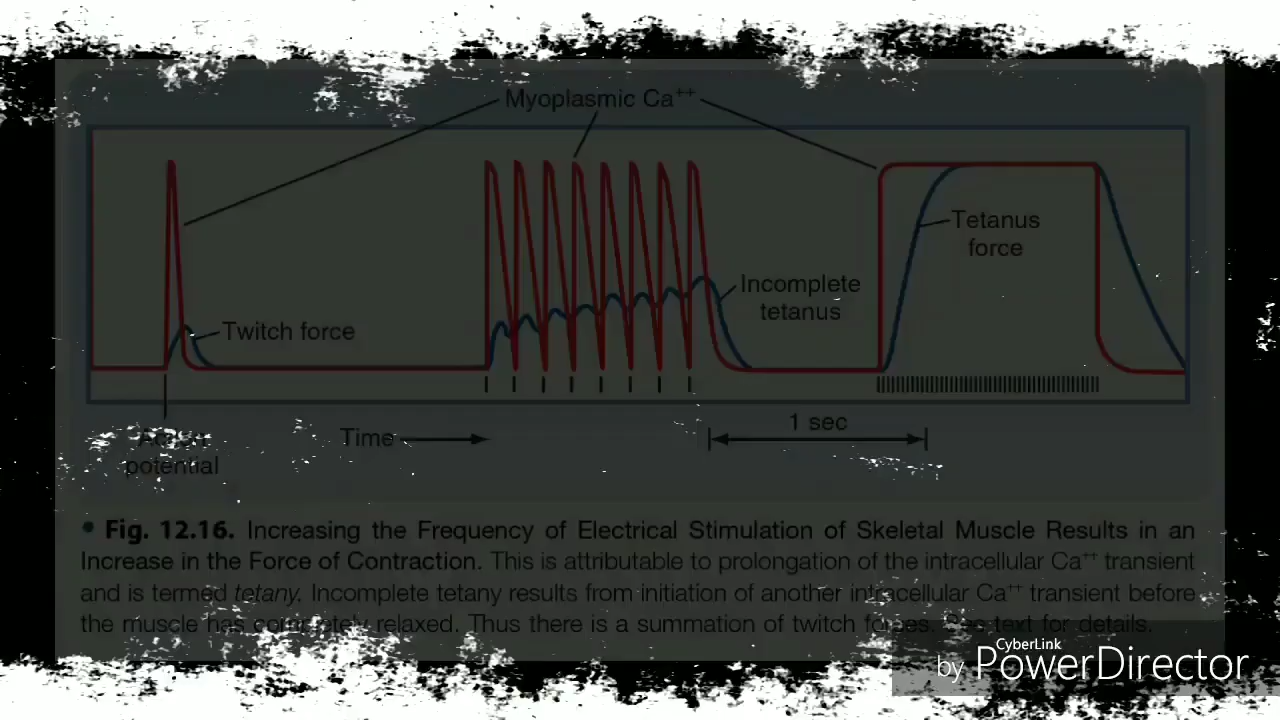 Myoplasmic Ca⁺⁺
Tetanus
force
Incomplete
tetanus
Twitch force
1 sec
Time
potential
• Fig. 12.16. Increasing the Frequency of Electrical Stimulation of Skeletal Muscle Results in an
Increase in the Force of Contraction. This is attributable to prolongation of the intracellular Ca⁺⁺ transient
and is termed tetany. Incomplete tetany results from initiation of another intracellular Ca⁺⁺ transient before
the muscle has completely relaxed. Thus there is a summation of twitch forces. See text for details.
CyberLink
by PowerDirector